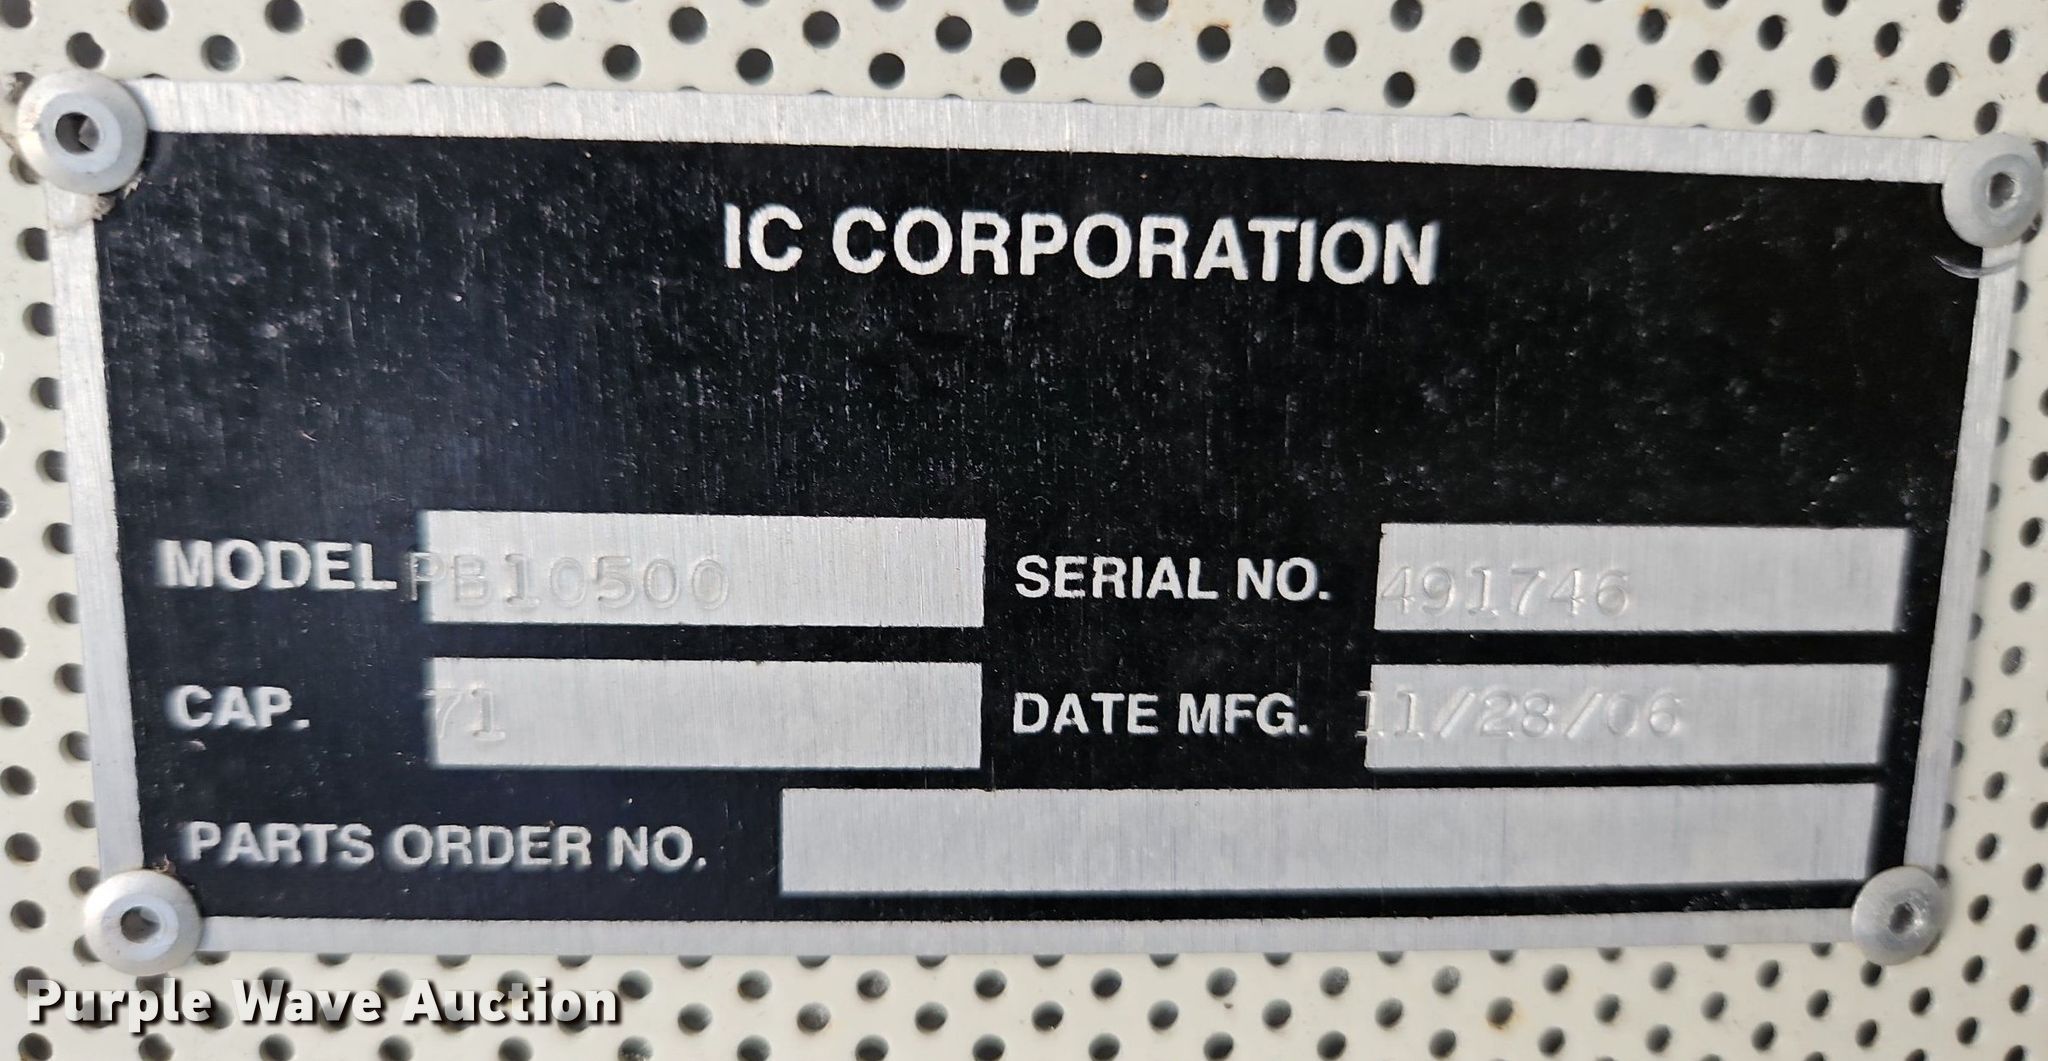 IC CORPORATION
MODEL PB10500 SERIAL NO. 491746
CAP. 71 DATE MFG. 11/28/06
PARTS ORDER NO.
Purple Wave Auction